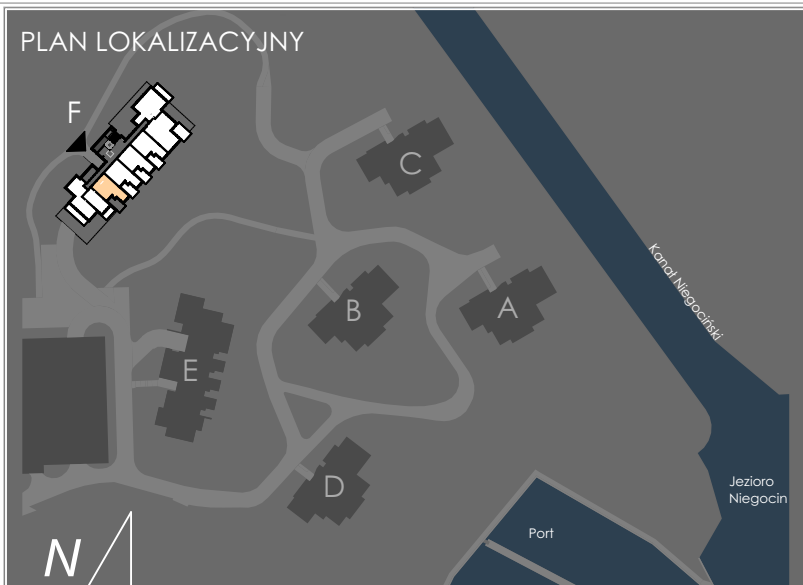 PLAN LOKALIZACYJNY
F
C
A
B
E
D
Kanał Niegociński
Jezioro
Niegocin
Port
N